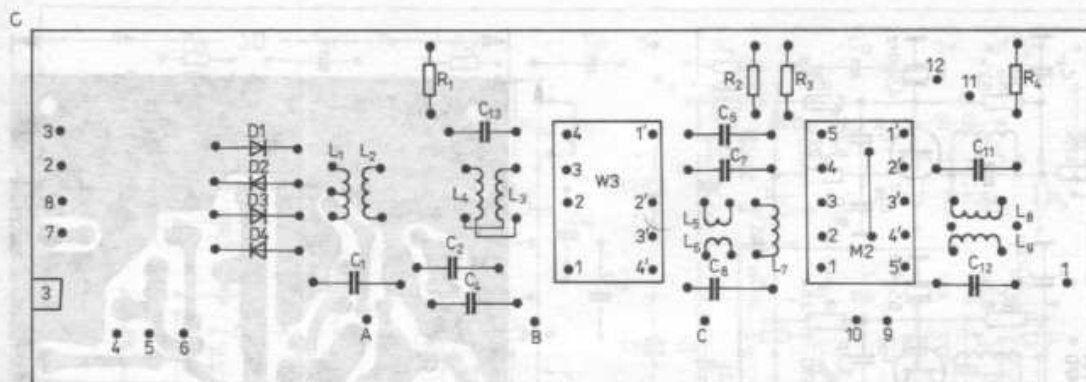 C
R₁
R₂
R₃
12
11
R₄
3
D1
C₁₃
4
1'
C₅
5
1'
2
D2
L₁
L₂
3
C₇
4
2'
C₁₁
8
D3
L₄
L₃
W3
2
2'
L₅
3
3'
L₈
7
D4
3'
L₆
2
M2
4'
L₉
C₁
C₂
1
4'
C₈
L₇
1
5'
C₁₂
1
3
C₄
4
5
6
A
B
C
10
9